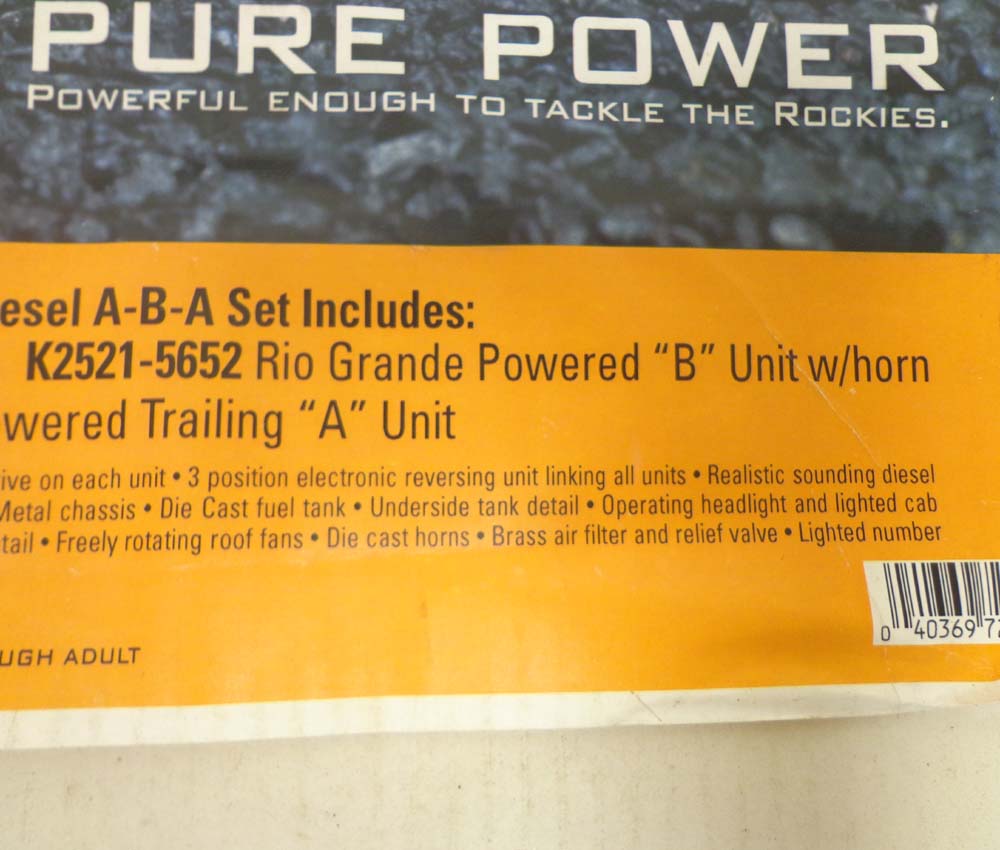 PURE POWER
POWERFUL ENOUGH TO TACKLE THE ROCKIES.
esel A-B-A Set Includes:
K2521-5652 Rio Grande Powered “B” Unit w/horn
wered Trailing “A” Unit
ive on each unit • 3 position electronic reversing unit linking all units • Realistic sounding diesel
Metal chassis • Die Cast fuel tank • Underside tank detail • Operating headlight and lighted cab
tail • Freely rotating roof fans • Die cast horns • Brass air filter and relief valve • Lighted number
0 40369 72
UGH ADULT